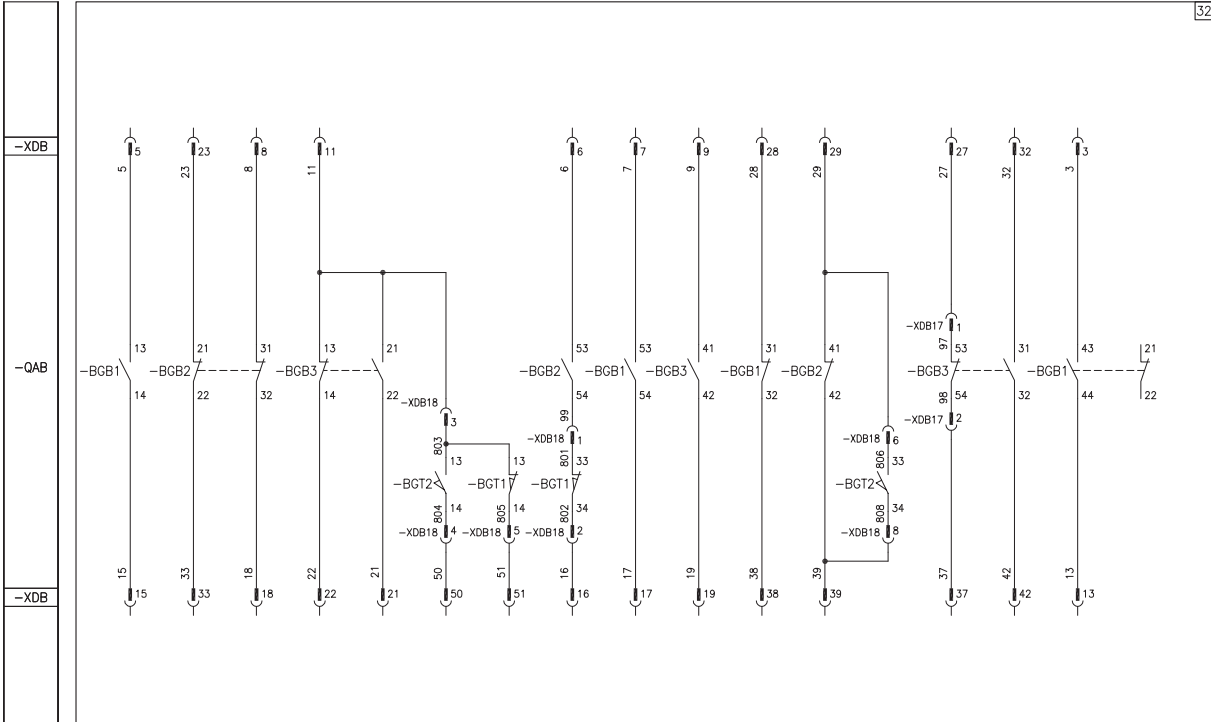 32
-XDB
5 23 8 11 6 7 9 28 29 27 32 3
5 23 8 11 6 7 9 28 29 27 32 3
-XDB17 1
97
13 21 31 13 21 53 53 41 31 41 53 31 43 21
-QAB
-BGB1 -BGB2 -BGB3 -BGB2 -BGB1 -BGB3 -BGB1 -BGB2 -BGB3 -BGB1
14 22 32 14 22 54 54 42 32 42 54 32 44 22
98
-XDB18 3
99
-XDB17 2
803
-XDB18 1
-XDB18 6
801
806
13 13 33 33
-BGT2 -BGT1 -BGT1 -BGT2
14 14 34 34
804 805 802 808
-XDB18 4 -XDB18 5 -XDB18 2 -XDB18 8
15 33 18 22 21 50 51 16 17 19 38 39 37 42 13
-XDB
15 33 18 22 21 50 51 16 17 19 38 39 37 42 13